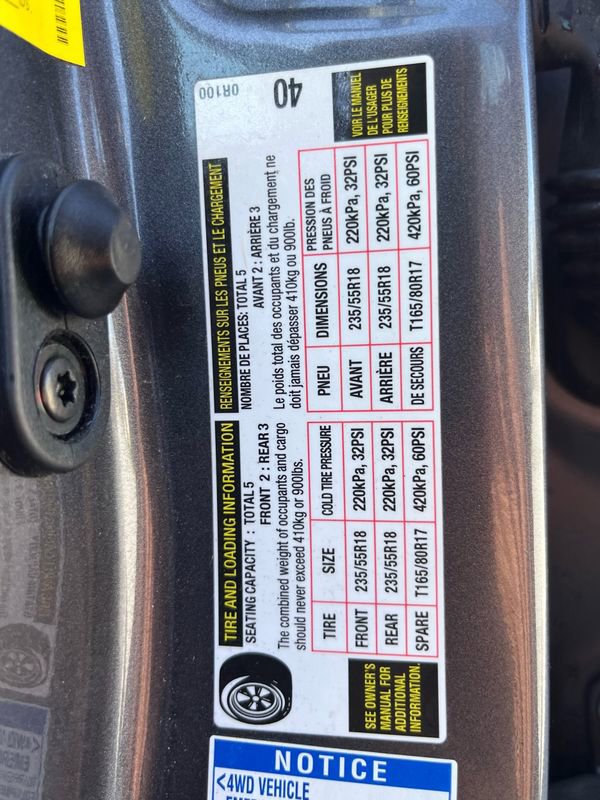 TIRE AND LOADING INFORMATION
SEATING CAPACITY : TOTAL 5
FRONT 2 : REAR 3
The combined weight of occupants and cargo
should never exceed 410kg or 900lbs.
TIRE SIZE COLD TIRE PRESSURE
FRONT 235/55R18 220kPa, 32PSI
REAR 235/55R18 220kPa, 32PSI
SPARE T165/80R17 420kPa, 60PSI
SEE OWNER'S
MANUAL FOR
ADDITIONAL
INFORMATION.
RENSEIGNEMENTS SUR LES PNEUS ET LE CHARGEMENT
NOMBRE DE PLACES: TOTAL 5
AVANT 2 : ARRIÈRE 3
Le poids total des occupants et du chargement ne
doit jamais dépasser 410kg ou 900lb.
PNEU DIMENSIONS PRESSION DES
PNEUS À FROID
AVANT 235/55R18 220kPa, 32PSI
ARRIÈRE 235/55R18 220kPa, 32PSI
DE SECOURS T165/80R17 420kPa, 60PSI
VOIR LE MANUEL
DE L'USAGER
POUR PLUS DE
RENSEIGNEMENTS
0R100
40
NOTICE
<4WD VEHICLE